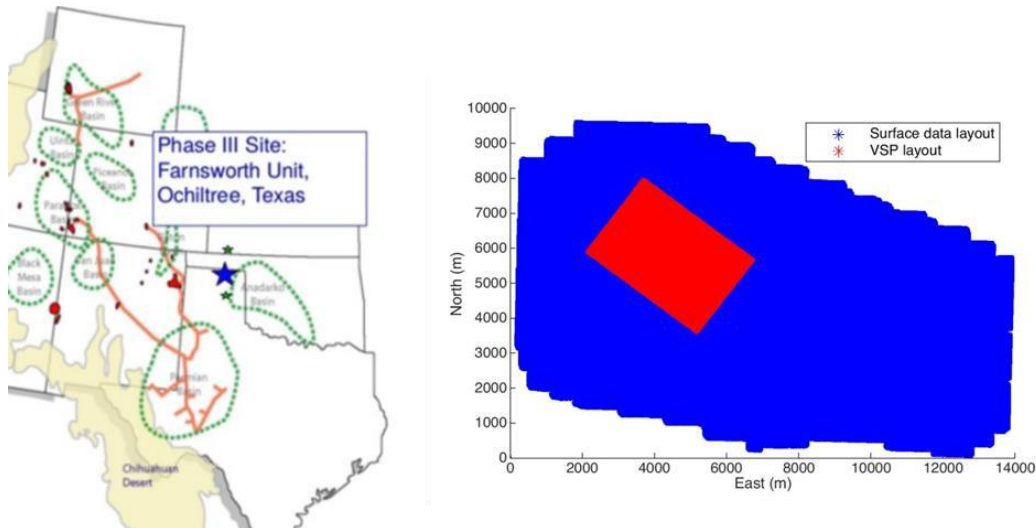 Green River
Basin
Basin
Piceance
Basin
Basin
Phase III Site:
Farnsworth Unit,
Ochiltree, Texas
Black
Mesa
Basin
San Juan
Basin
Anadarko
Basin
Permian
Basin
Chihuahuan
Desert
10000
9000
8000
7000
6000
5000
4000
3000
2000
1000
0
North (m)
Surface data layout
VSP layout
0
2000
4000
6000
8000
10000
12000
14000
East (m)